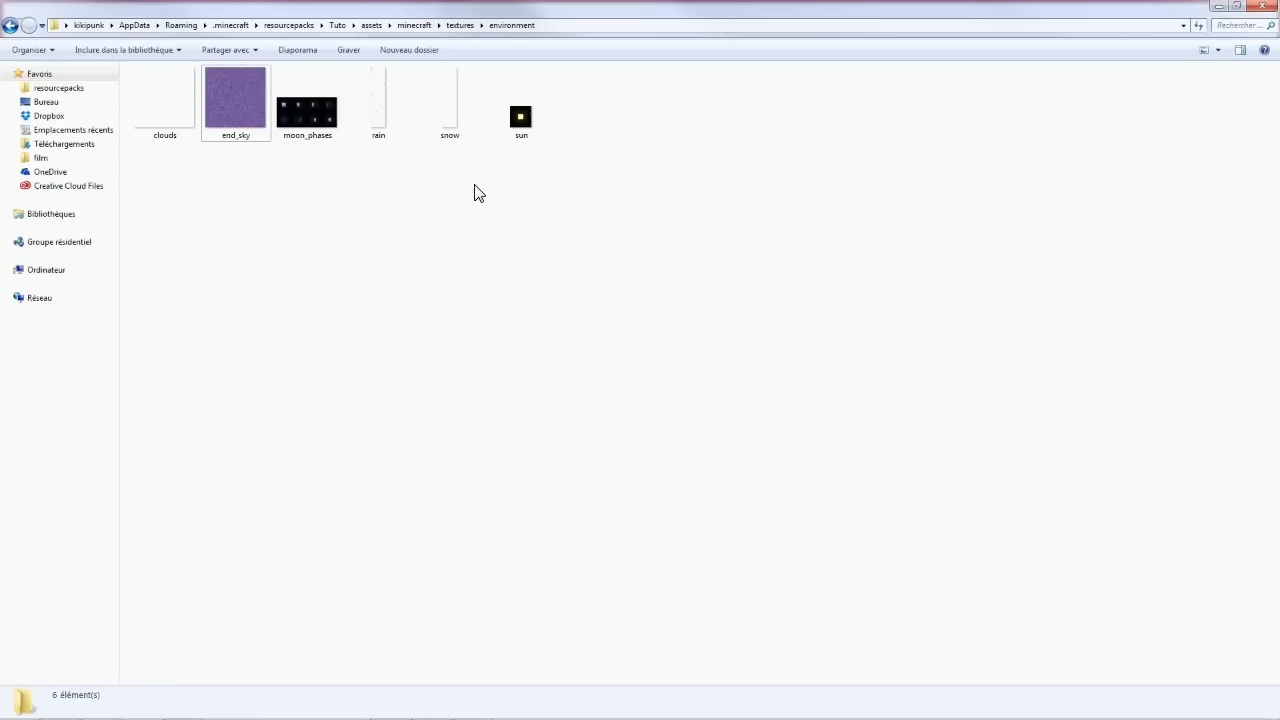 kikipunk AppData Roaming .minecraft resourcepacks Tuto assets minecraft textures environment Rechercher ...
Organiser Inclure dans la bibliothèque Partager avec Diaporama Graver Nouveau dossier
Favoris
resourcepacks
Bureau
Dropbox
Emplacements récents
Téléchargements
film
OneDrive
Creative Cloud Files
Bibliothèques
Groupe résidentiel
Ordinateur
Réseau
clouds end_sky moon_phases rain snow sun
6 élément(s)